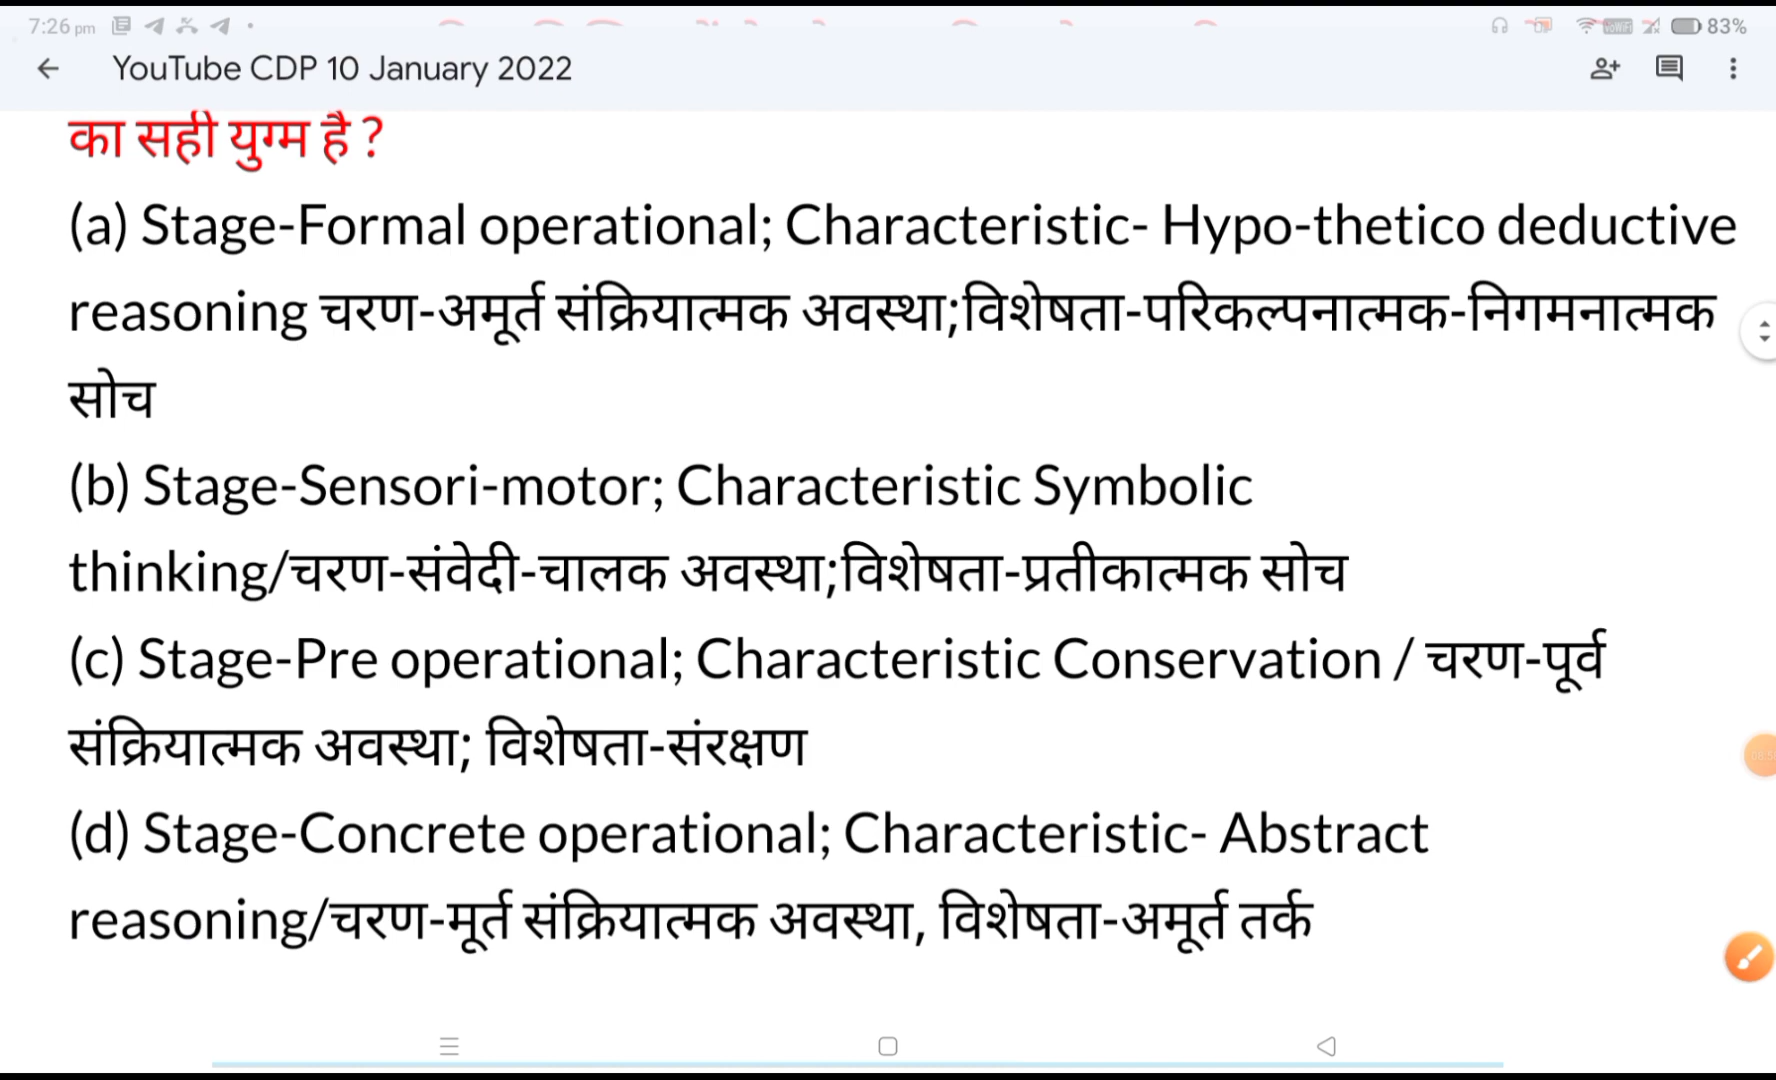 7:26 pm
83%
YouTube CDP 10 January 2022
का सही युग्म है ?
(a) Stage-Formal operational; Characteristic- Hypo-thetico deductive
reasoning चरण-अमूर्त संक्रियात्मक अवस्था;विशेषता-परिकल्पनात्मक-निगमनात्मक
सोच
(b) Stage-Sensori-motor; Characteristic Symbolic
thinking/चरण-संवेदी-चालक अवस्था;विशेषता-प्रतीकात्मक सोच
(c) Stage-Pre operational; Characteristic Conservation / चरण-पूर्व
संक्रियात्मक अवस्था; विशेषता-संरक्षण
(d) Stage-Concrete operational; Characteristic- Abstract
reasoning/चरण-मूर्त संक्रियात्मक अवस्था, विशेषता-अमूर्त तर्क